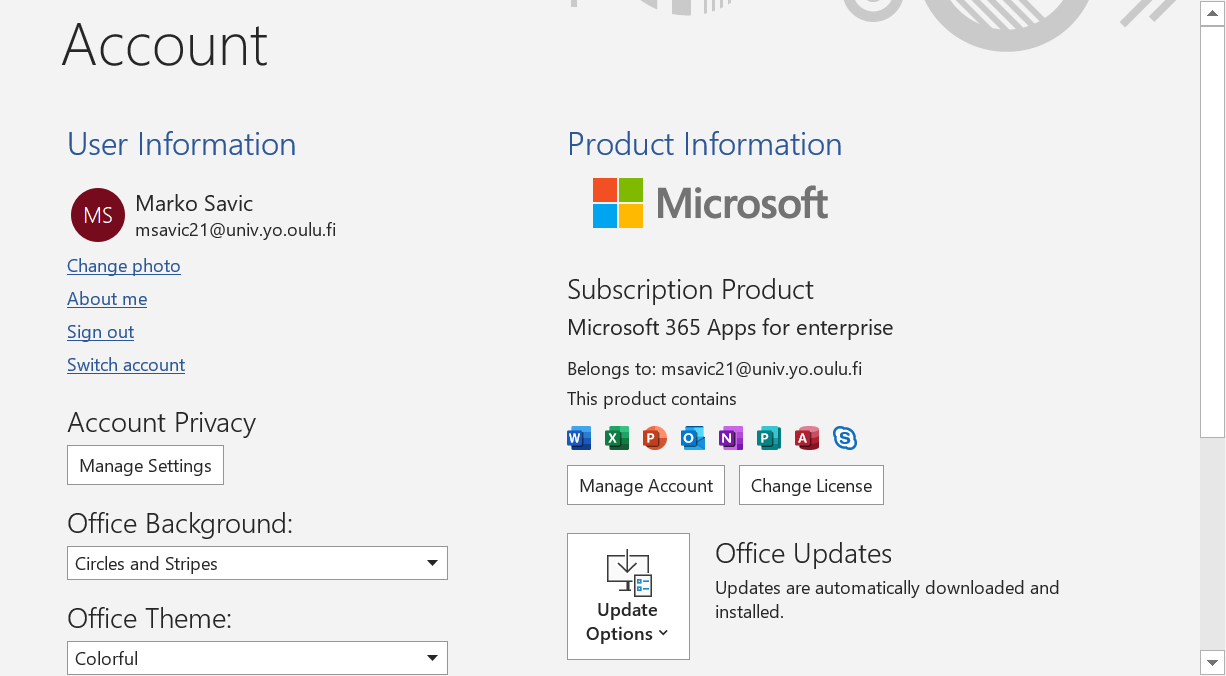 Account
User Information
MS
Marko Savic
msavic21@univ.yo.oulu.fi
Change photo
About me
Sign out
Switch account
Account Privacy
Manage Settings
Office Background:
Circles and Stripes
Office Theme:
Colorful
Product Information
Microsoft
Subscription Product
Microsoft 365 Apps for enterprise
Belongs to: msavic21@univ.yo.oulu.fi
This product contains
W X P O N P A S
Manage Account
Change License
Update
Options
Office Updates
Updates are automatically downloaded and
installed.